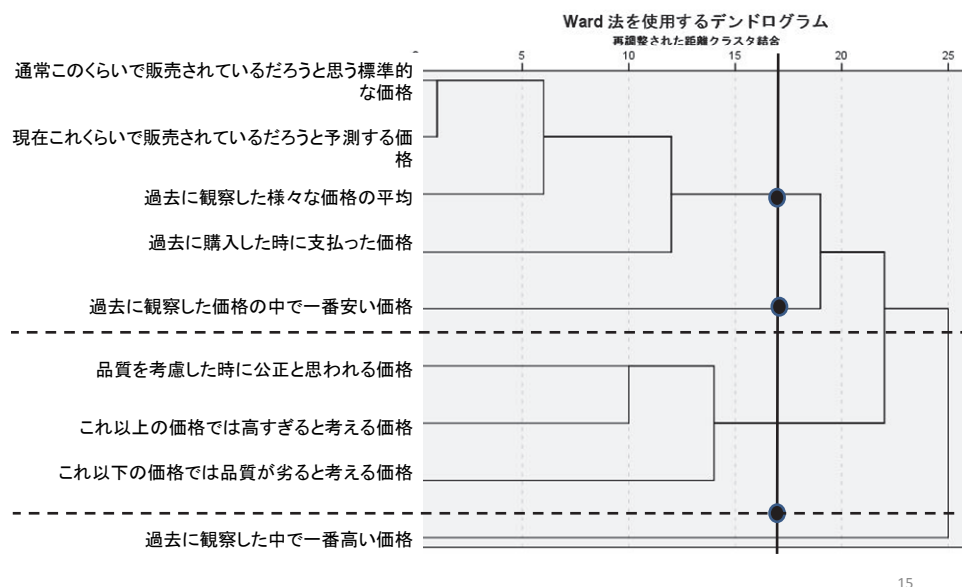 Ward 法を使用するデンドログラム
再調整された距離クラスタ結合
5 10 15 20 25
通常このくらいで販売されているだろうと思う標準的
な価格
現在これくらいで販売されているだろうと予測する価
格
過去に観察した様々な価格の平均
過去に購入した時に支払った価格
過去に観察した価格の中で一番安い価格
品質を考慮した時に公正と思われる価格
これ以上の価格では高すぎると考える価格
これ以下の価格では品質が劣ると考える価格
過去に観察した中で一番高い価格
15